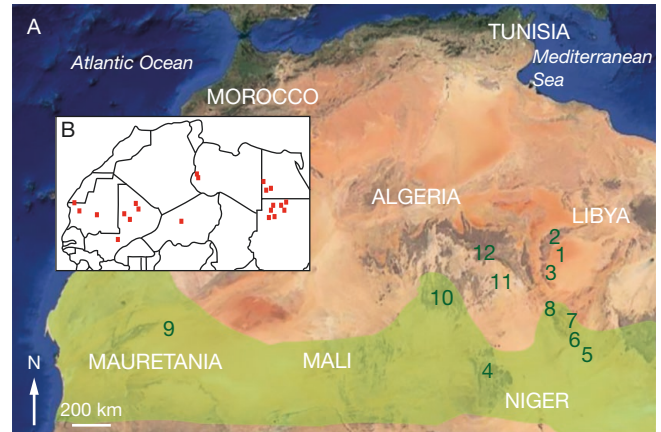 A
TUNISIA
Atlantic Ocean
Mediterranean
Sea
MOROCCO
B
ALGERIA
LIBYA
2
12
1
3
11
10
8
7
9
6
5
MAURETANIA
MALI
4
N
NIGER
200 km